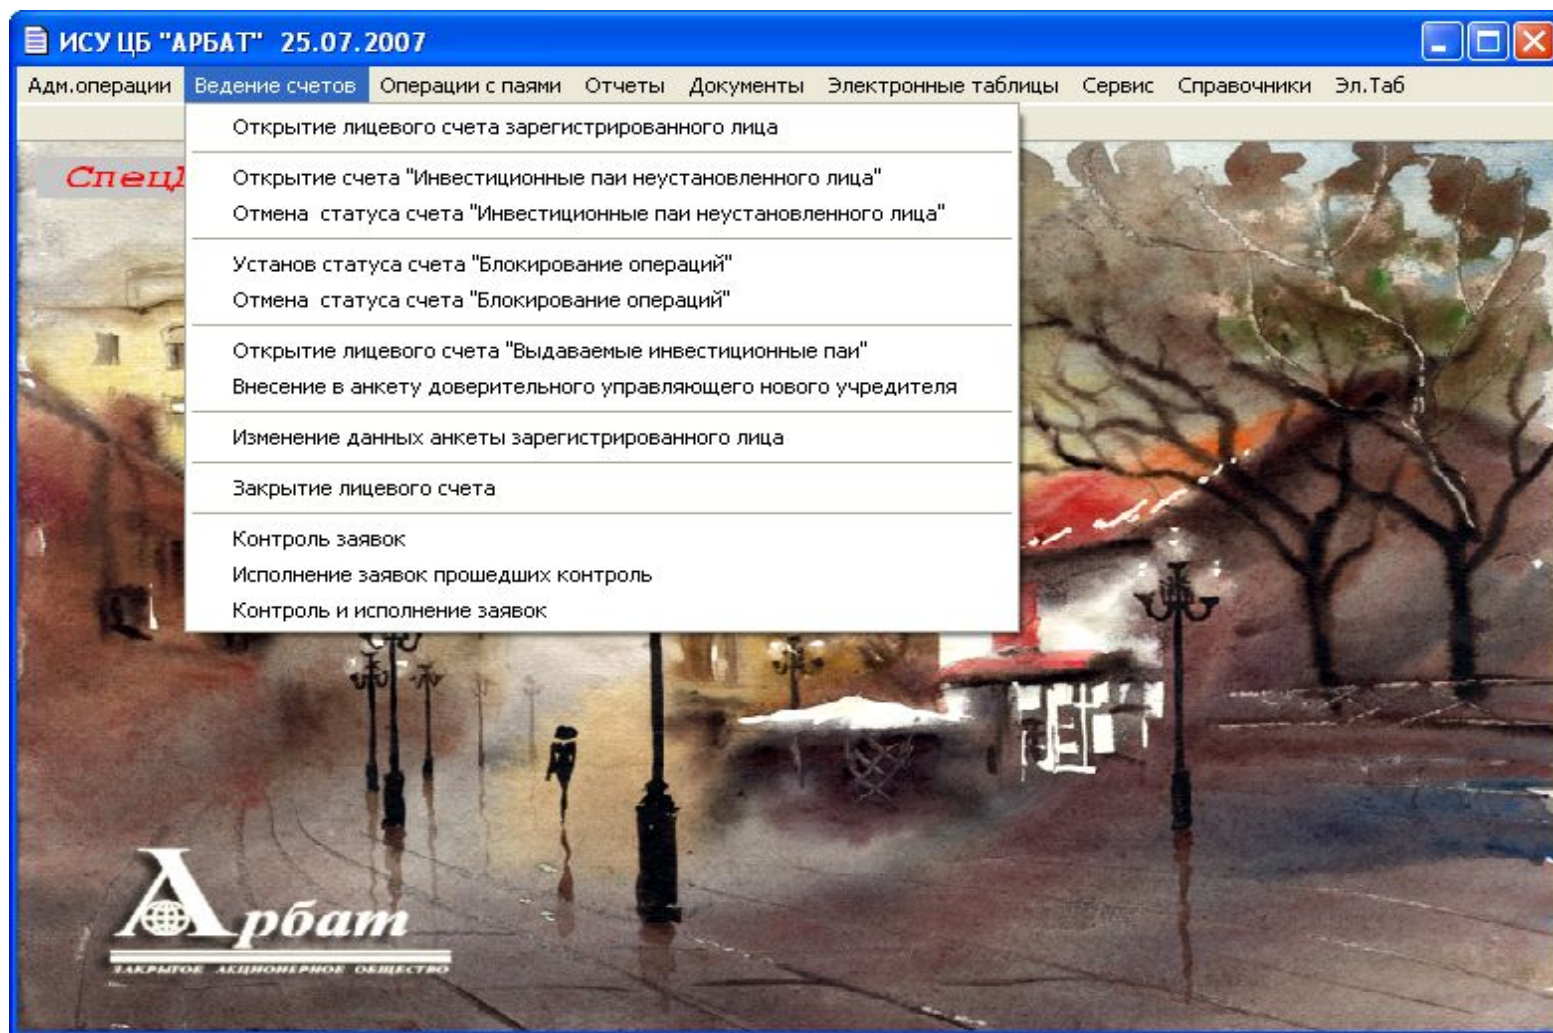 ИСУ ЦБ "АРБАТ" 25.07.2007
Адм.операции Ведение счетов Операции с паями Отчеты Документы Электронные таблицы Сервис Справочники Эл.Таб
Открытие лицевого счета зарегистрированного лица
Открытие счета "Инвестиционные паи неустановленного лица"
Отмена статуса счета "Инвестиционные паи неустановленного лица"
Установ статуса счета "Блокирование операций"
Отмена статуса счета "Блокирование операций"
Открытие лицевого счета "Выдаваемые инвестиционные паи"
Внесение в анкету доверительного управляющего нового учредителя
Изменение данных анкеты зарегистрированного лица
Закрытие лицевого счета
Контроль заявок
Исполнение заявок прошедших контроль
Контроль и исполнение заявок
Арбат
ЗАКРЫТОЕ АКЦИОНЕРНОЕ ОБЩЕСТВО